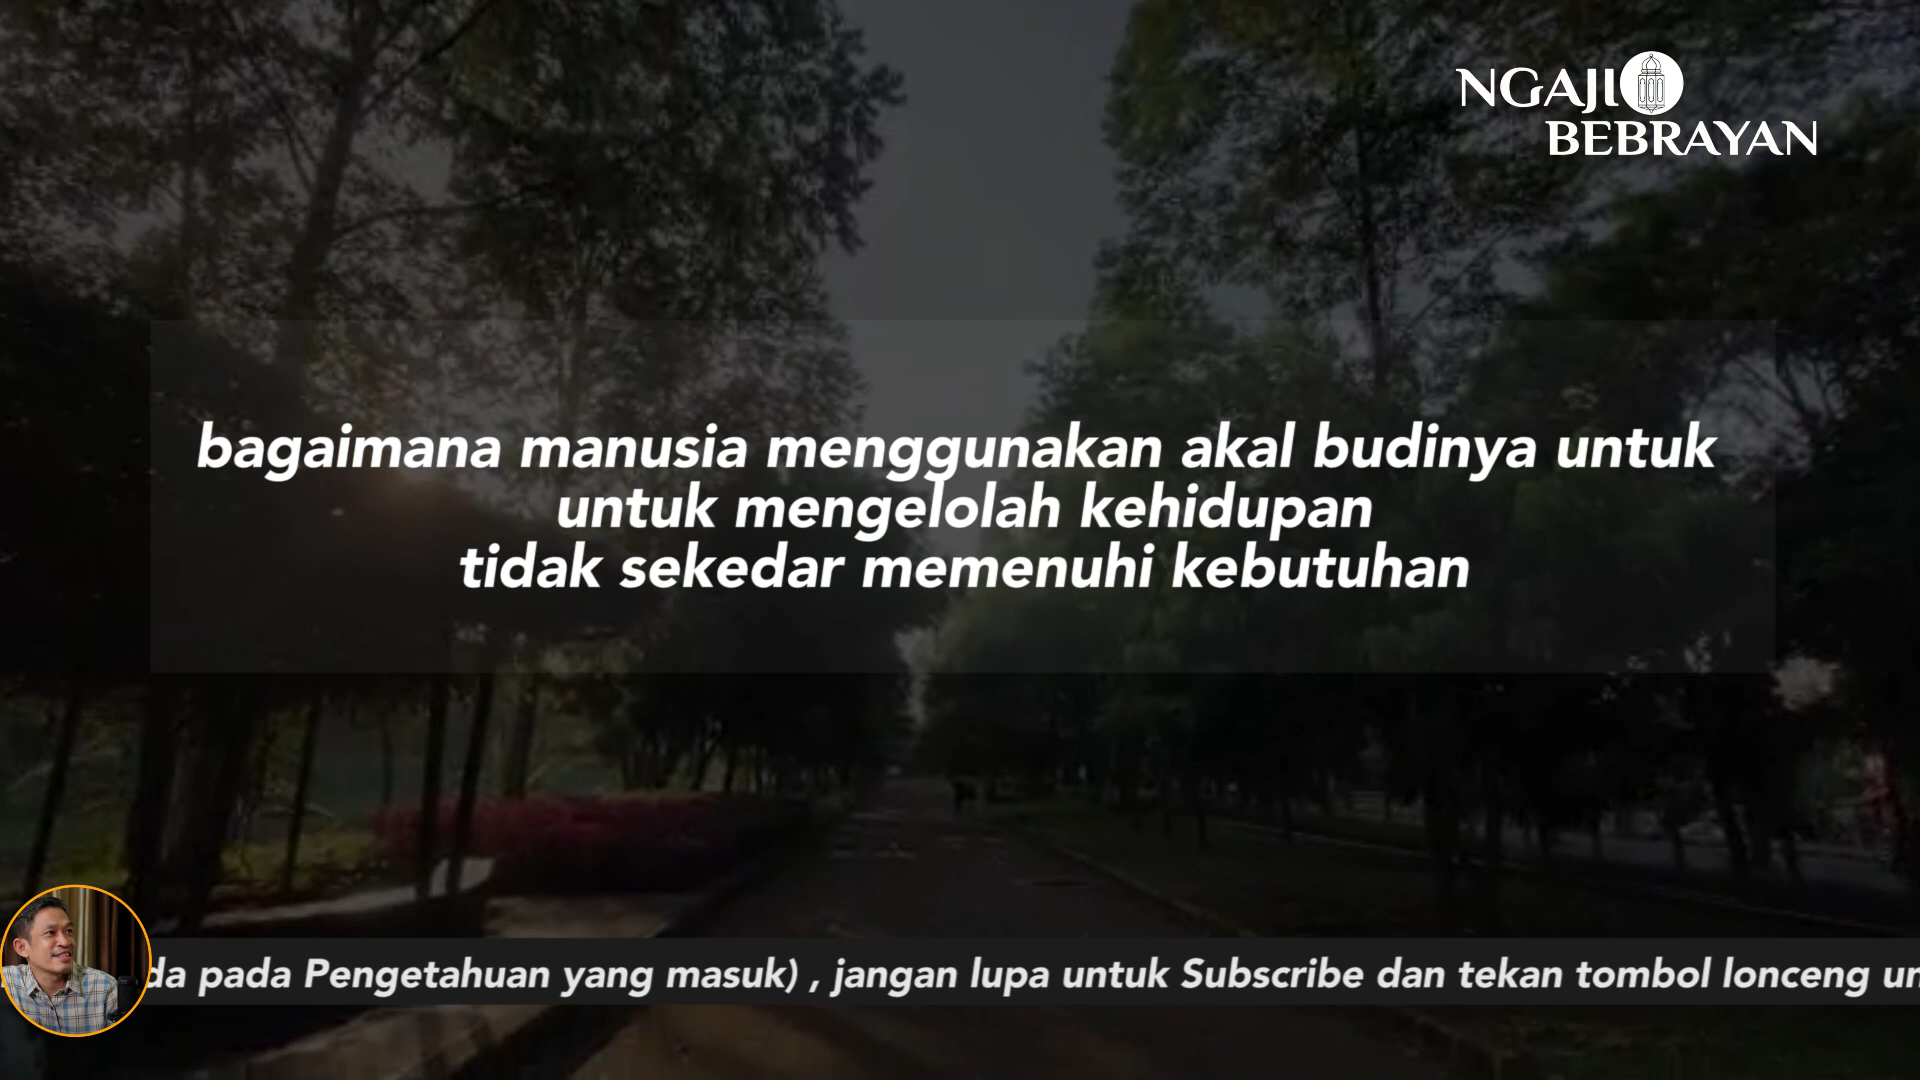 NGAJI
BEBRAYAN
bagaimana manusia menggunakan akal budinya untuk
untuk mengelolah kehidupan
tidak sekedar memenuhi kebutuhan
da pada Pengetahuan yang masuk) , jangan lupa untuk Subscribe dan tekan tombol lonceng un